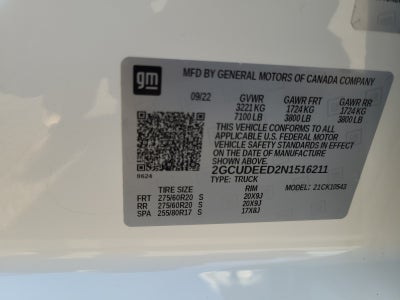 gm
MFD BY GENERAL MOTORS OF CANADA COMPANY
09/22 GVWR GAWR FRT GAWR RR
3221 KG 1724 KG 1724 KG
7100 LB 3800 LB 3800 LB
THIS VEHICLE CONFORMS TO ALL
APPLICABLE U.S. FEDERAL MOTOR
VEHICLE SAFETY STANDARDS IN EFFECT
ON THE DATE OF MANUFACTURE
SHOWN ABOVE.
2GCUDEED2N1516211
8624 TYPE: TRUCK
TIRE SIZE RIM MODEL: 21CK10543
FRT 275/60R20 S 20X9J
RR 275/60R20 S 20X9J
SPA 255/80R17 S 17X8J